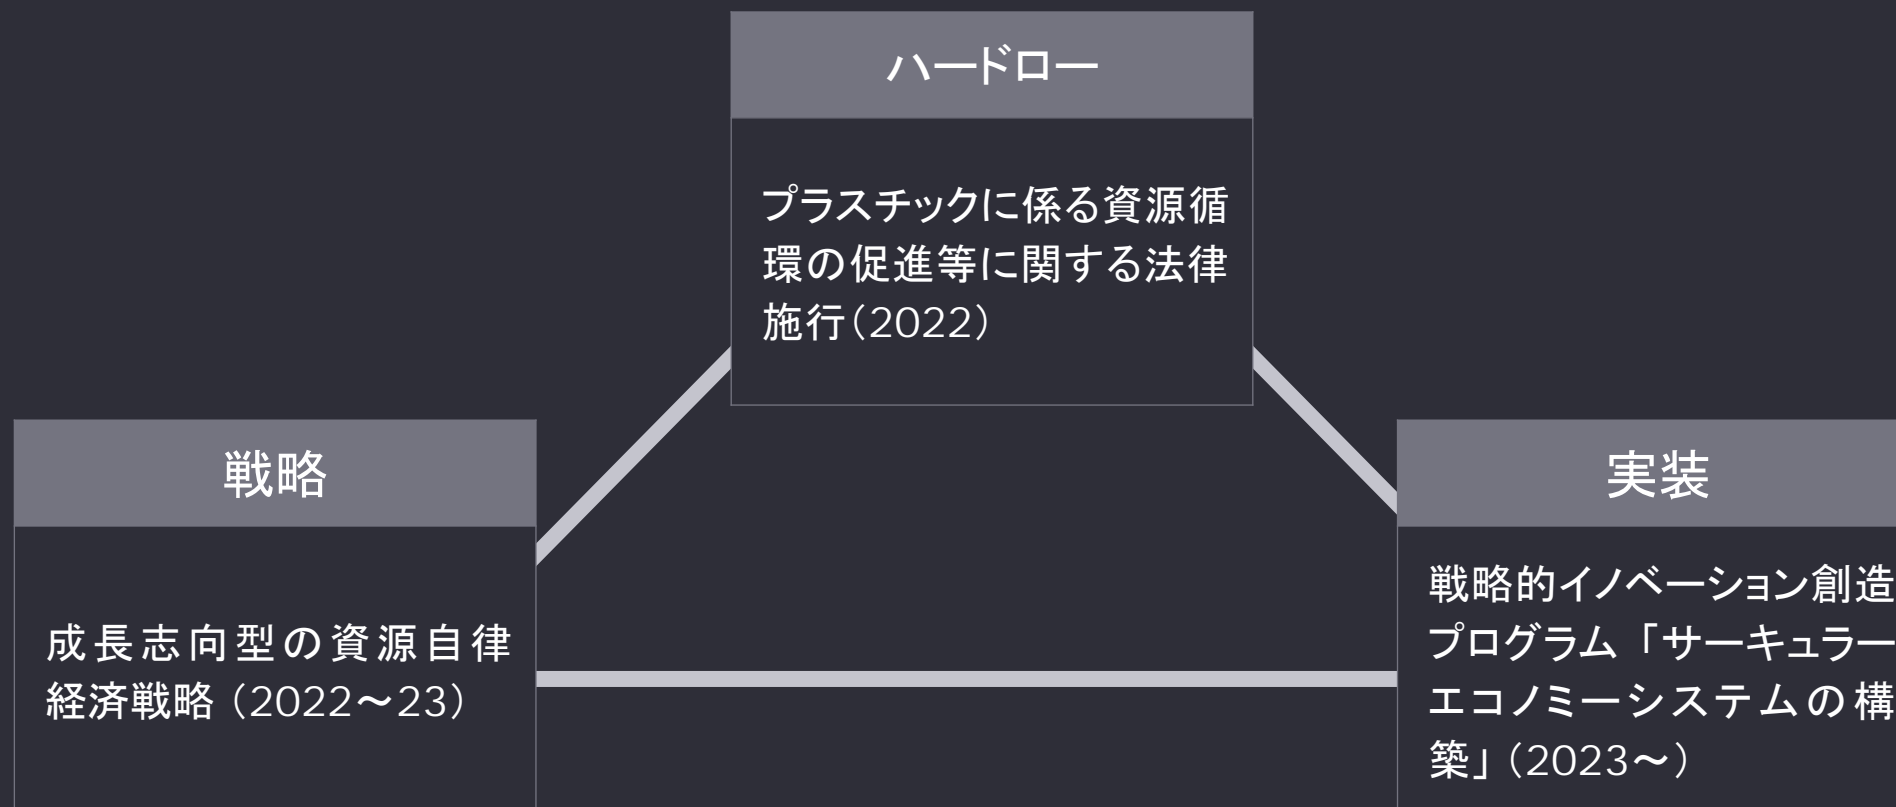 ハードロー
プラスチックに係る資源循
環の促進等に関する法律
施行（2022）
戦略
成長志向型の資源自律
経済戦略（2022～23）
実装
戦略的イノベーション創造
プログラム「サーキュラー
エコノミーシステムの構
築」（2023～）